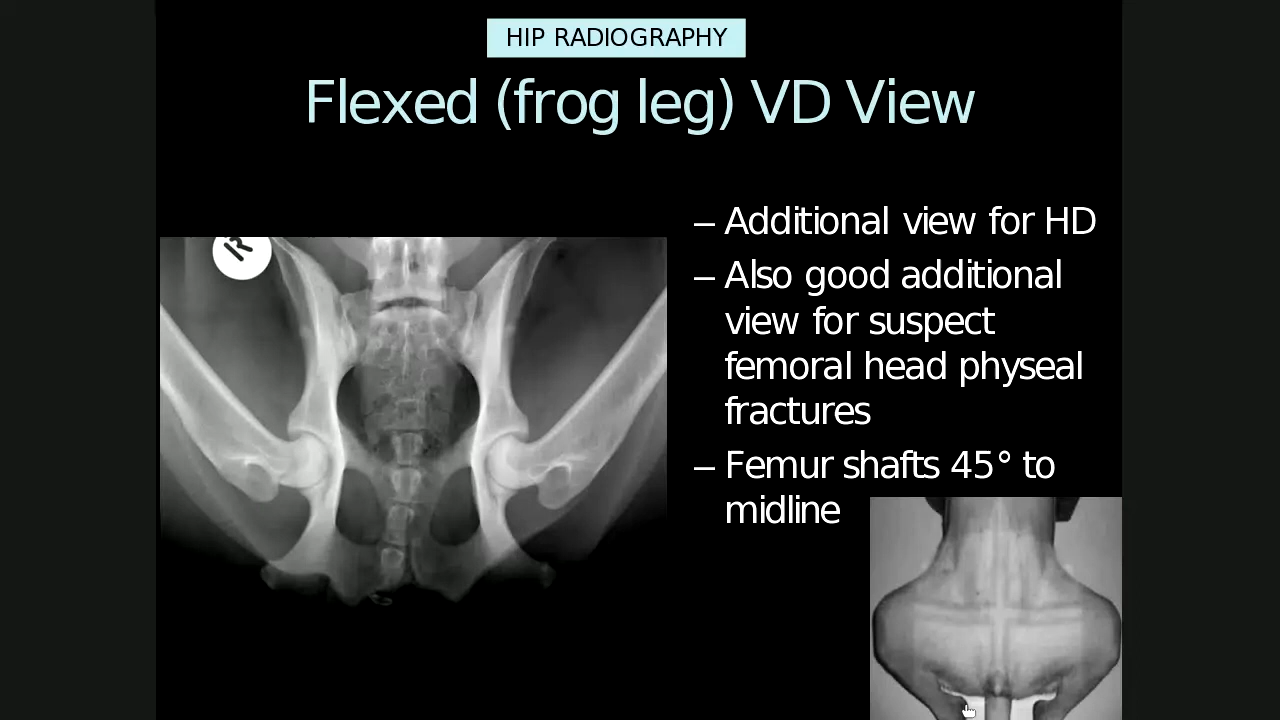 HIP RADIOGRAPHY
Flexed (frog leg) VD View
– Additional view for HD
– Also good additional
view for suspect
femoral head physeal
fractures
– Femur shafts 45° to
midline
R